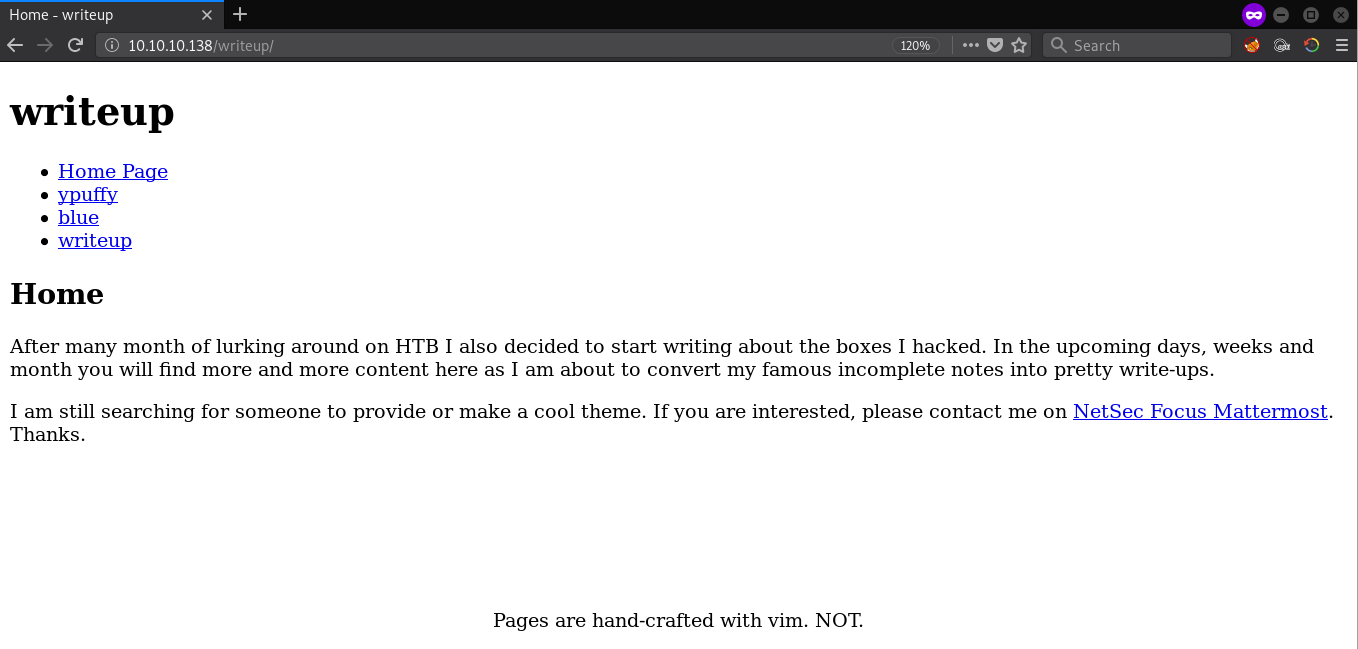 Home - writeup
10.10.10.138/writeup/
120%
Search
writeup
Home Page
ypuffy
blue
writeup
Home
After many month of lurking around on HTB I also decided to start writing about the boxes I hacked. In the upcoming days, weeks and
month you will find more and more content here as I am about to convert my famous incomplete notes into pretty write-ups.
I am still searching for someone to provide or make a cool theme. If you are interested, please contact me on NetSec Focus Mattermost.
Thanks.
Pages are hand-crafted with vim. NOT.